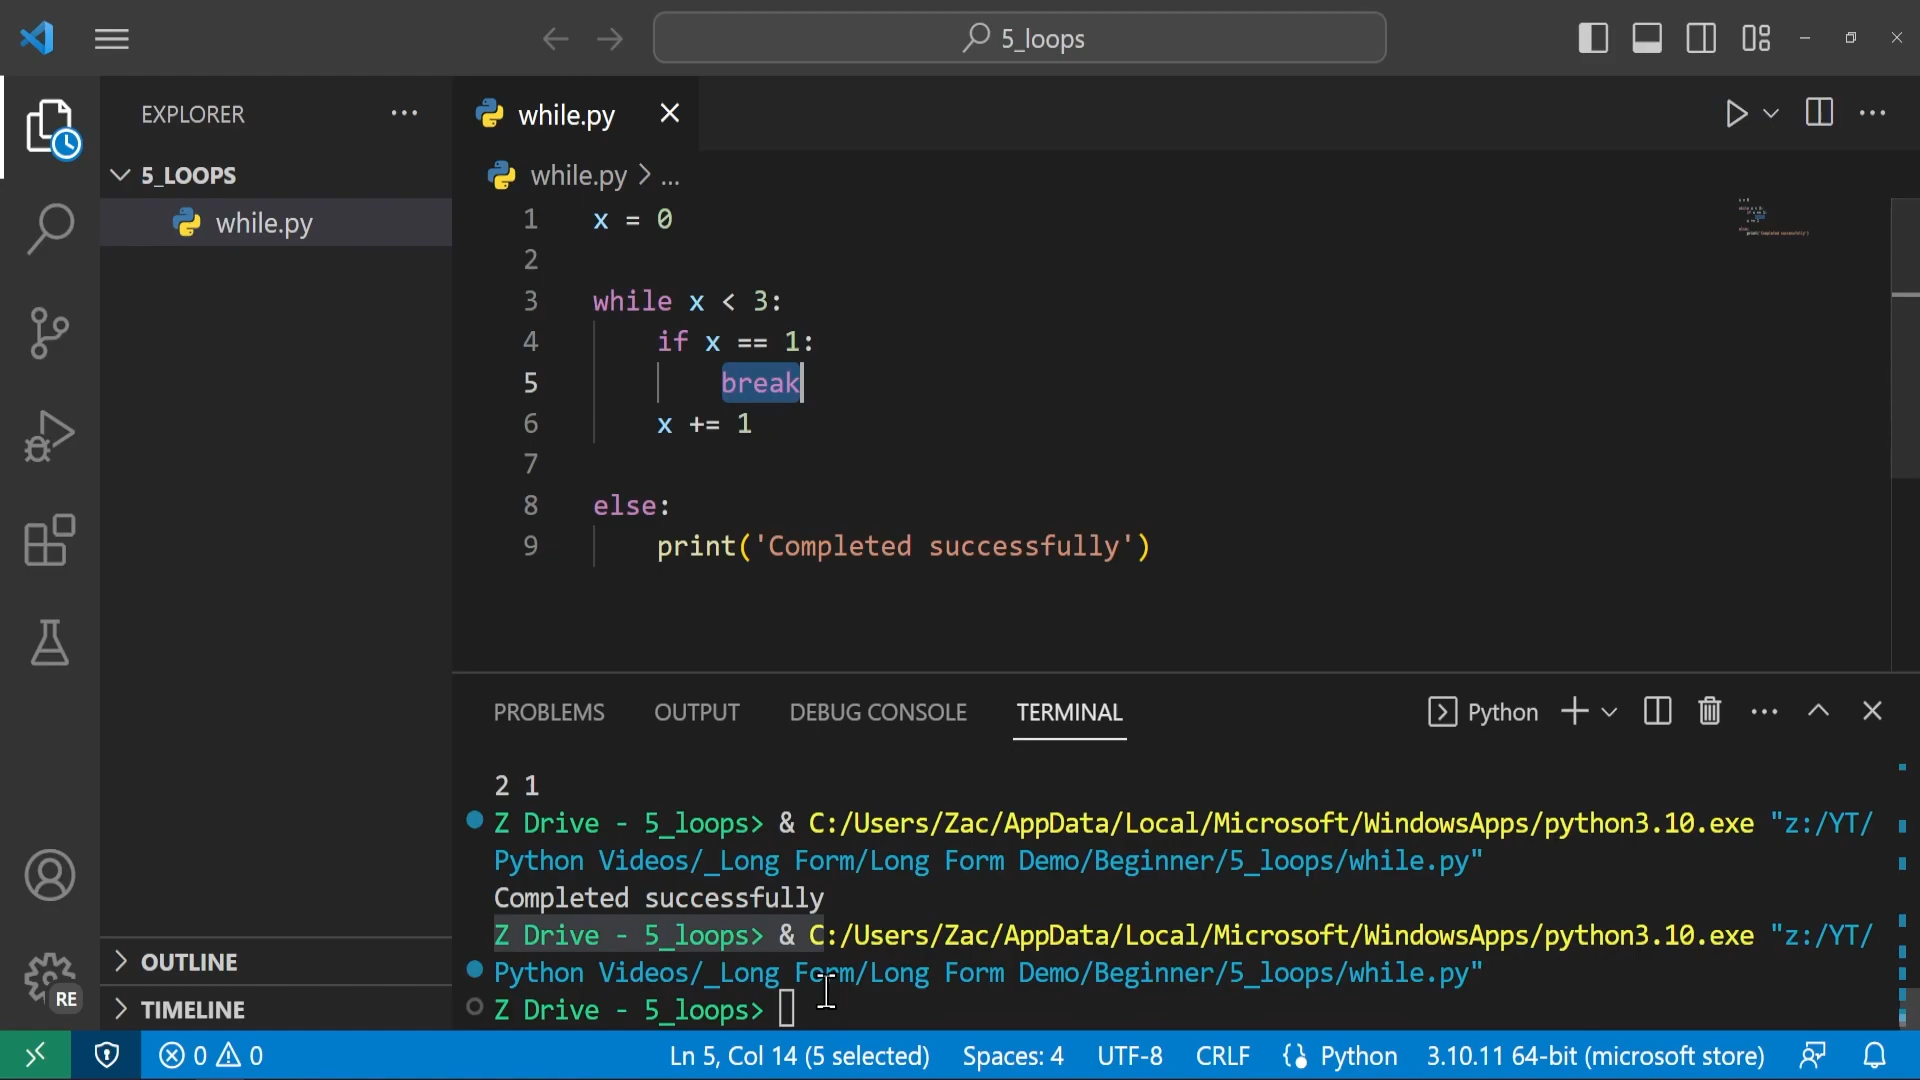 5_loops
EXPLORER
5_LOOPS
while.py
while.py
while.py > ...
1 x = 0
2
3 while x < 3:
4 if x == 1:
5 break
6 x += 1
7
8 else:
9 print('Completed successfully')
PROBLEMS OUTPUT DEBUG CONSOLE TERMINAL Python
2 1
Z Drive - 5_loops> & C:/Users/Zac/AppData/Local/Microsoft/WindowsApps/python3.10.exe "z:/YT/
Python Videos/_Long Form/Long Form Demo/Beginner/5_loops/while.py"
Completed successfully
Z Drive - 5_loops> & C:/Users/Zac/AppData/Local/Microsoft/WindowsApps/python3.10.exe "z:/YT/
Python Videos/_Long Form/Long Form Demo/Beginner/5_loops/while.py"
Z Drive - 5_loops>
OUTLINE
TIMELINE
RE
0 0 Ln 5, Col 14 (5 selected) Spaces: 4 UTF-8 CRLF Python 3.10.11 64-bit (microsoft store)